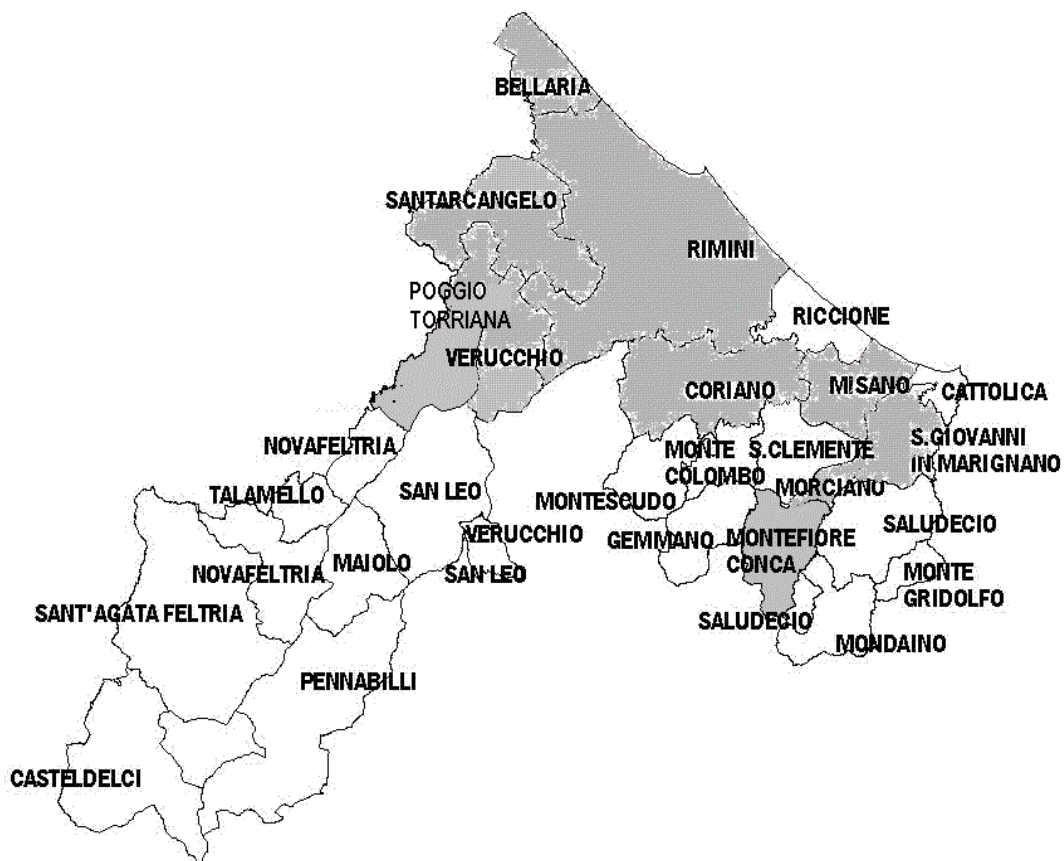 BELLARIA
SANTARCANGELO
RIMINI
POGGIO
TORRIANA
RICCIONE
VERUCCHIO
CORIANO
MISANO
CATTOLICA
NOVAFELTRIA
MONTE
COLOMBO
S.CLEMENTE
S.GIOVANNI
IN MARIGNANO
TALAMELLO
SAN LEO
MONTESCUDO
MORCIANO
VERUCCHIO
GEMMANO
MONTEFIORE
CONCA
SALUDECIO
MAIOLO
NOVAFELTRIA
SAN LEO
MONTE
GRIDOLFO
SANT'AGATA FELTRIA
SALUDECIO
MONDAINO
PENNABILLI
CASTELDELCI